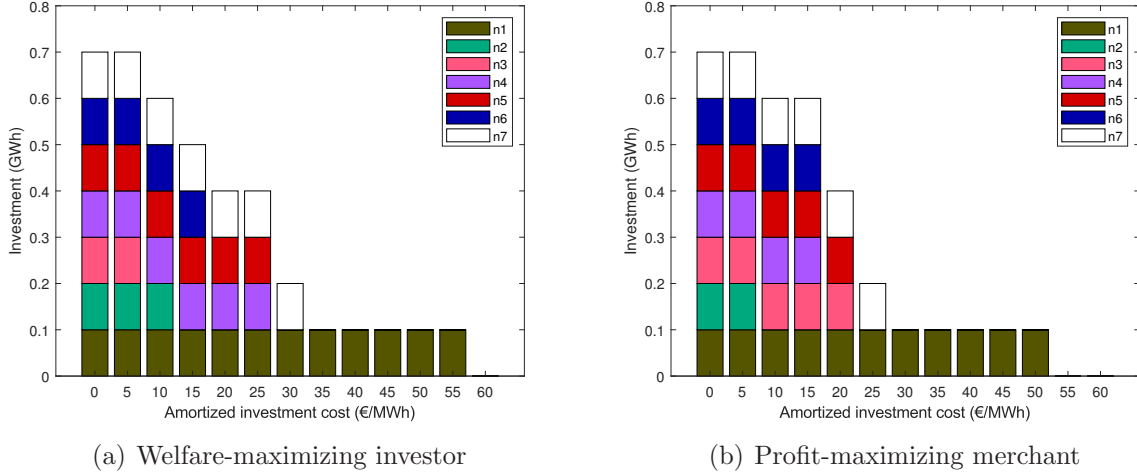 0.8
0.7
0.6
0.5
0.4
0.3
0.2
0.1
0
Investment (GWh)
n1
n2
n3
n4
n5
n6
n7
0 5 10 15 20 25 30 35 40 45 50 55 60
Amortized investment cost (€/MWh)
(a) Welfare-maximizing investor
0.8
0.7
0.6
0.5
0.4
0.3
0.2
0.1
0
Investment (GWh)
n1
n2
n3
n4
n5
n6
n7
0 5 10 15 20 25 30 35 40 45 50 55 60
Amortized investment cost (€/MWh)
(b) Profit-maximizing merchant